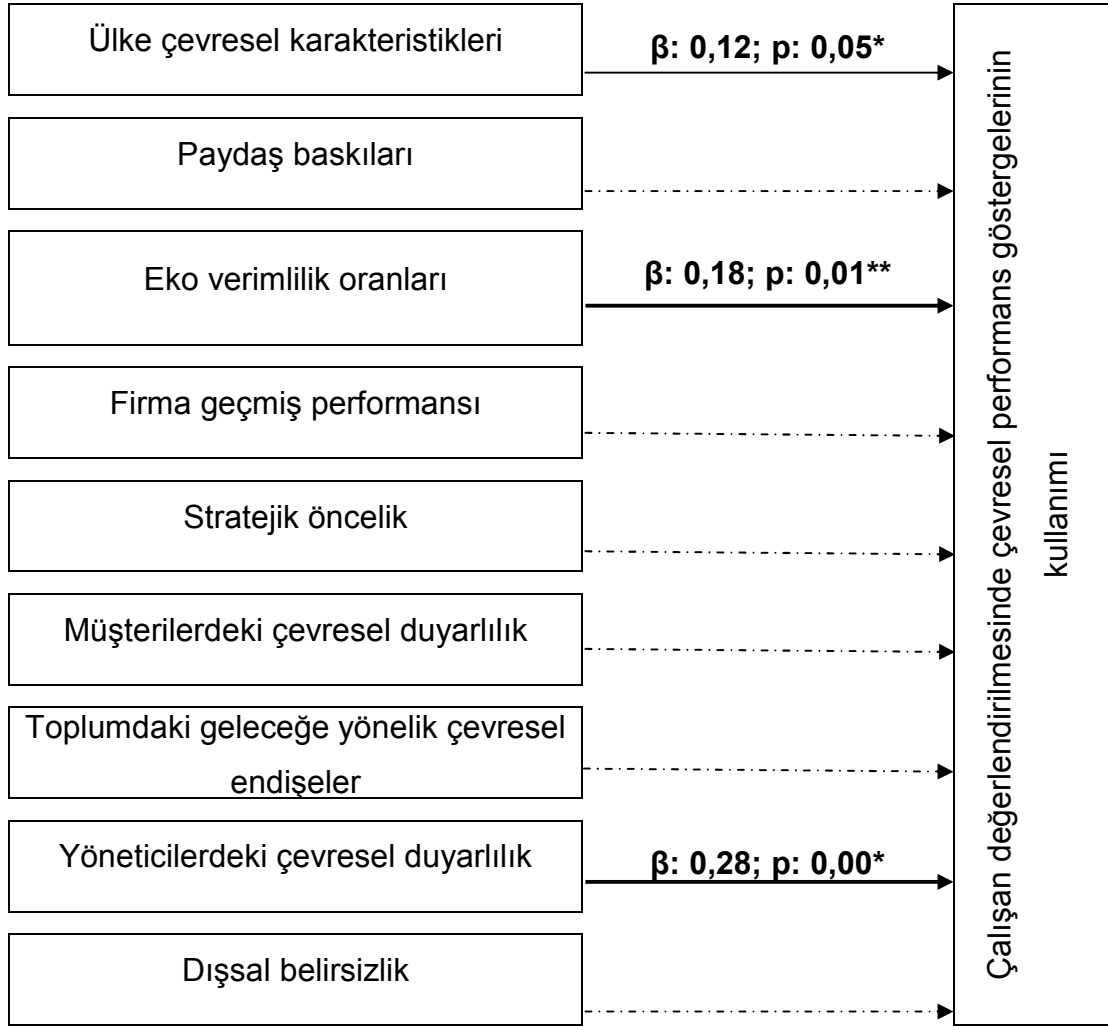 Ülke çevresel karakteristikleri
β: 0,12; p: 0,05*
Paydaş baskıları
Eko verimlilik oranları
β: 0,18; p: 0,01**
Firma geçmiş performansı
Stratejik öncelik
Müşterilerdeki çevresel duyarlılık
Toplumdaki geleceğe yönelik çevresel
endişeler
Yöneticilerdeki çevresel duyarlılık
β: 0,28; p: 0,00*
Dışsal belirsizlik
Çalışan değerlendirilmesinde çevresel performans göstergelerinin
kullanımı